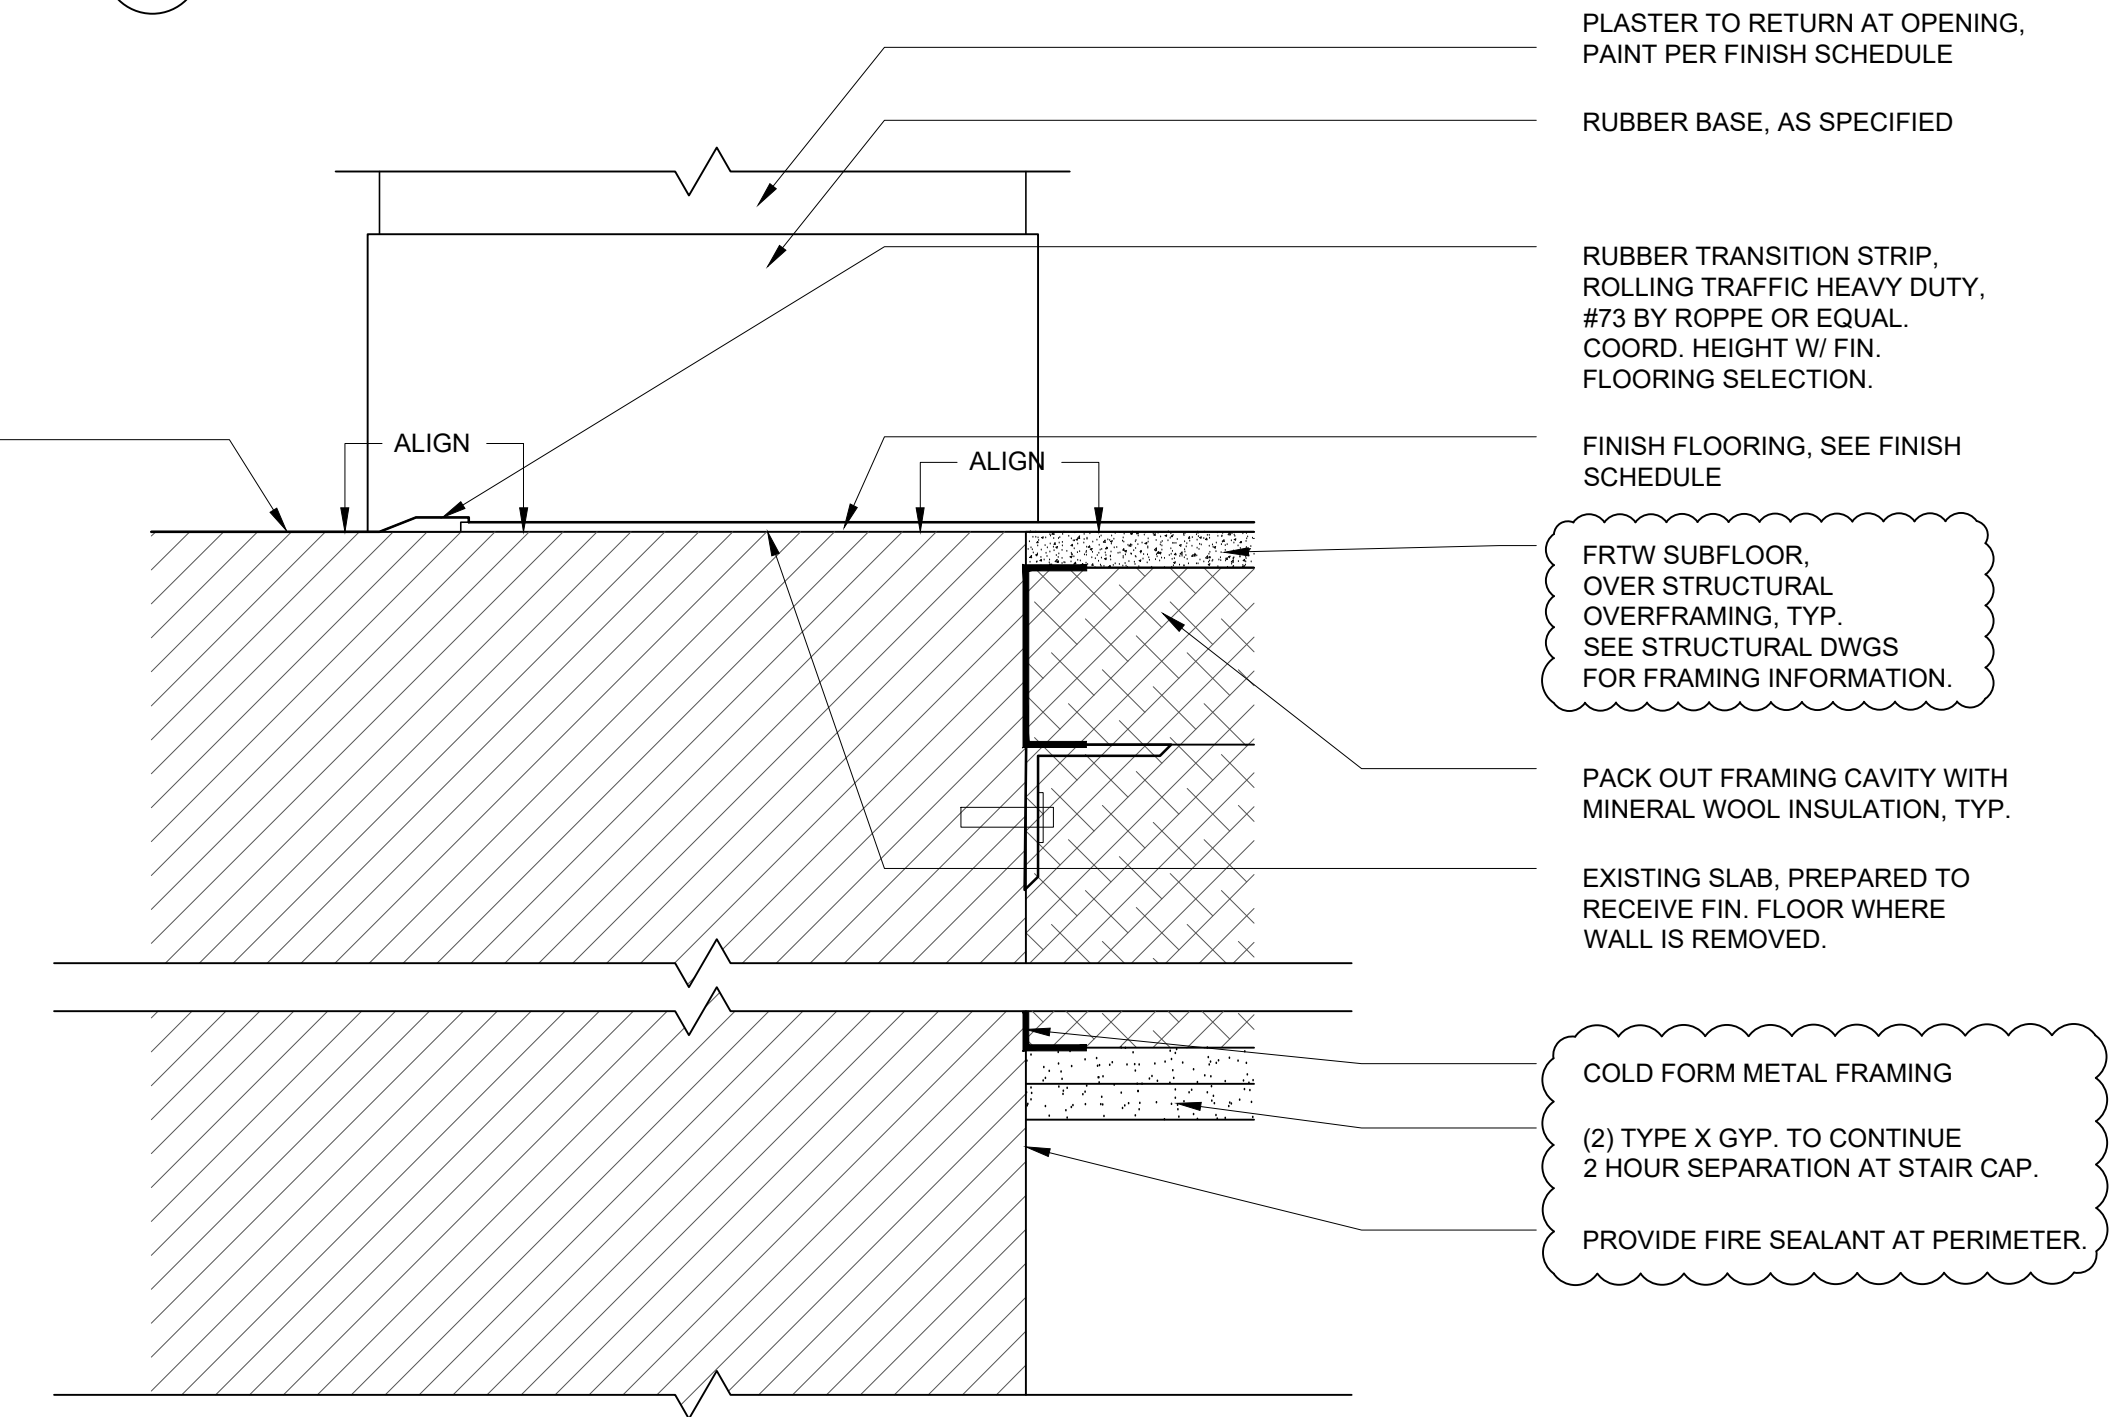 PLASTER TO RETURN AT OPENING,
PAINT PER FINISH SCHEDULE
RUBBER BASE, AS SPECIFIED
RUBBER TRANSITION STRIP,
ROLLING TRAFFIC HEAVY DUTY,
#73 BY ROPPE OR EQUAL.
COORD. HEIGHT W/ FIN.
FLOORING SELECTION.
ALIGN
ALIGN
FINISH FLOORING, SEE FINISH
SCHEDULE
FRTW SUBFLOOR,
OVER STRUCTURAL
OVERFRAMING, TYP.
SEE STRUCTURAL DWGS
FOR FRAMING INFORMATION.
PACK OUT FRAMING CAVITY WITH
MINERAL WOOL INSULATION, TYP.
EXISTING SLAB, PREPARED TO
RECEIVE FIN. FLOOR WHERE
WALL IS REMOVED.
COLD FORM METAL FRAMING
(2) TYPE X GYP. TO CONTINUE
2 HOUR SEPARATION AT STAIR CAP.
PROVIDE FIRE SEALANT AT PERIMETER.